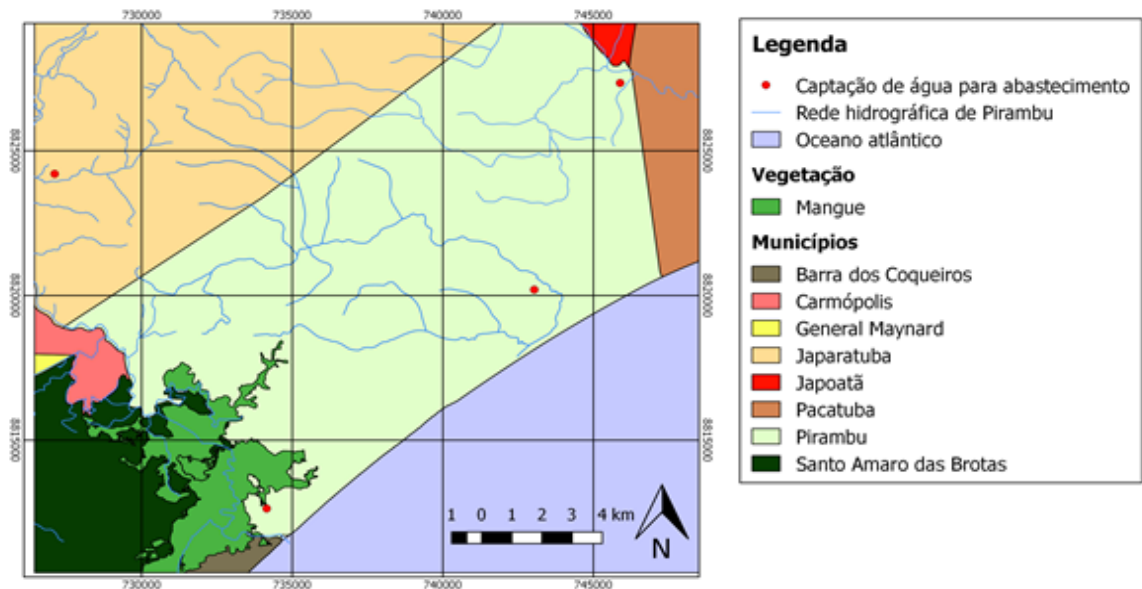 730000 735000 740000 745000
8825000 8825000
8820000 8820000
8815000 8815000
1 0 1 2 3 4 km
N
730000 735000 740000 745000
Legenda
Captação de água para abastecimento
Rede hidrográfica de Pirambu
Oceano atlântico
Vegetação
Mangue
Municípios
Barra dos Coqueiros
Carmópolis
General Maynard
Japaratuba
Japoatã
Pacatuba
Pirambu
Santo Amaro das Brotas